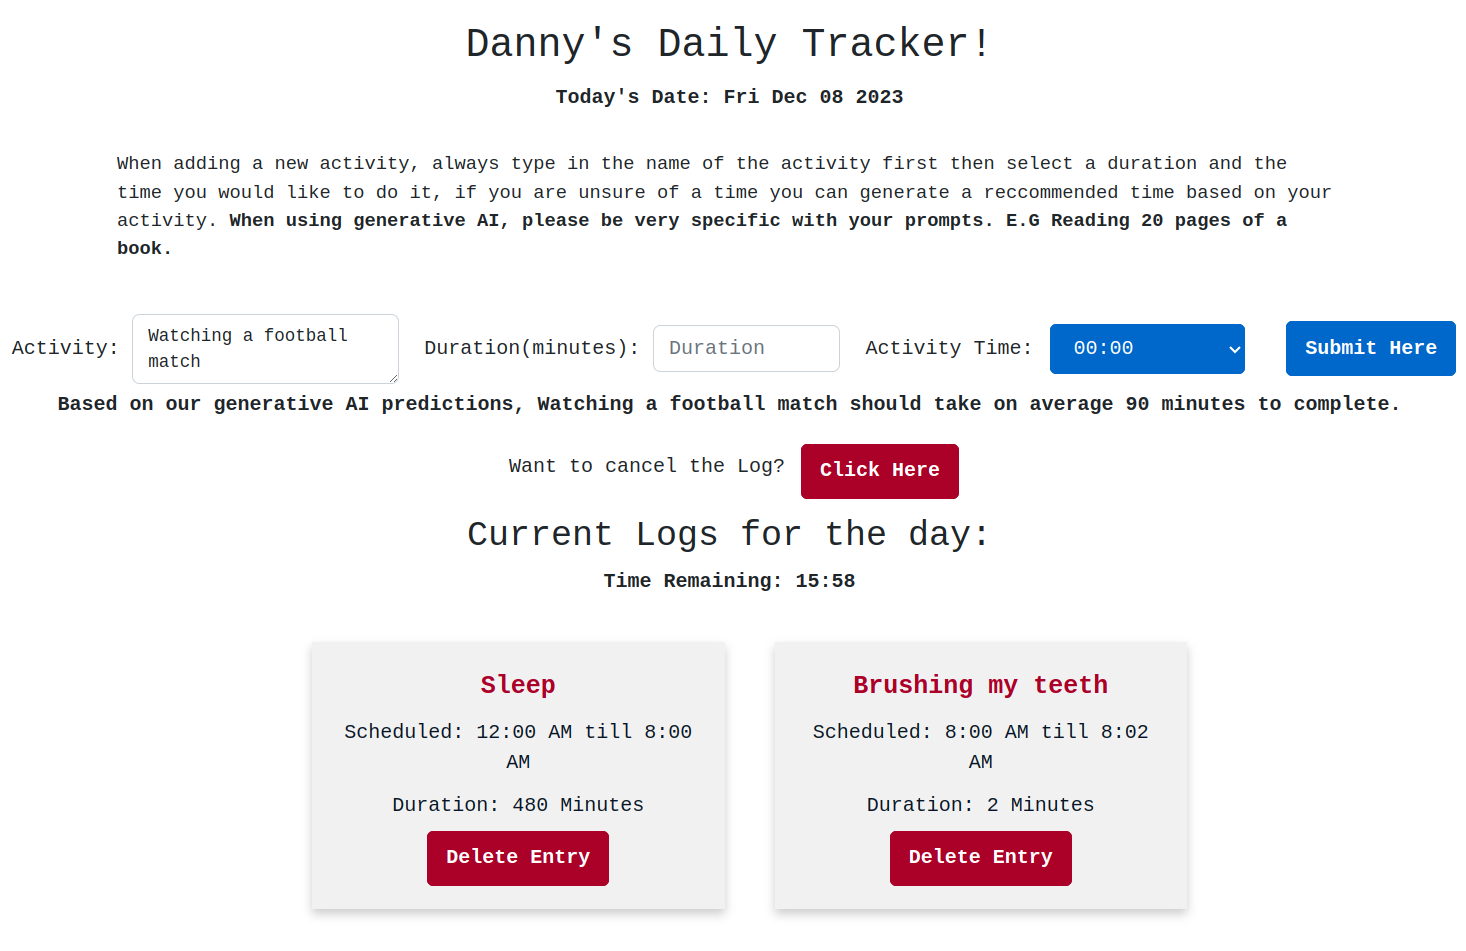 Danny's Daily Tracker!
Today's Date: Fri Dec 08 2023
When adding a new activity, always type in the name of the activity first then select a duration and the
time you would like to do it, if you are unsure of a time you can generate a reccommended time based on your
activity. When using generative AI, please be very specific with your prompts. E.G Reading 20 pages of a
book.
Activity: Watching a football match Duration(minutes): Duration Activity Time: 00:00 Submit Here
Based on our generative AI predictions, Watching a football match should take on average 90 minutes to complete.
Want to cancel the Log? Click Here
Current Logs for the day:
Time Remaining: 15:58
Sleep
Scheduled: 12:00 AM till 8:00
AM
Duration: 480 Minutes
Delete Entry
Brushing my teeth
Scheduled: 8:00 AM till 8:02
AM
Duration: 2 Minutes
Delete Entry